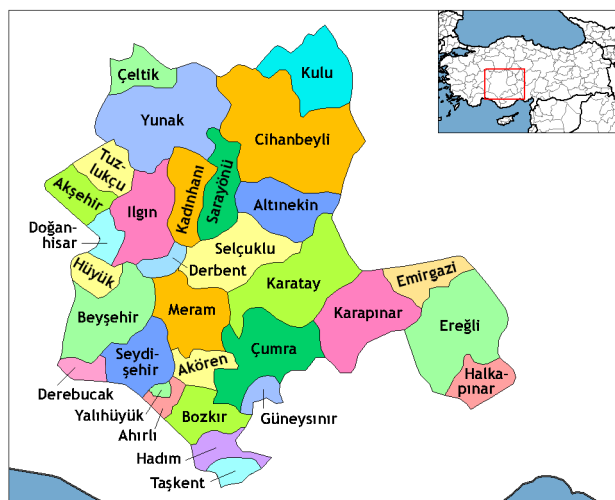 Çeltik
Kulu
Yunak
Cihanbeyli
Tuz-
lukçu
Akşehir
Ilgın
Kadınhanı
Sarayönü
Altınekin
Doğan-
hisar
Selçuklu
Derbent
Hüyük
Emirgazi
Karatay
Beyşehir
Meram
Karapınar
Ereğli
Seydi-
şehir
Akören
Çumra
Halka-
pınar
Derebucak
Yalıhüyük
Ahırlı
Bozkır
Güneysınır
Hadım
Taşkent